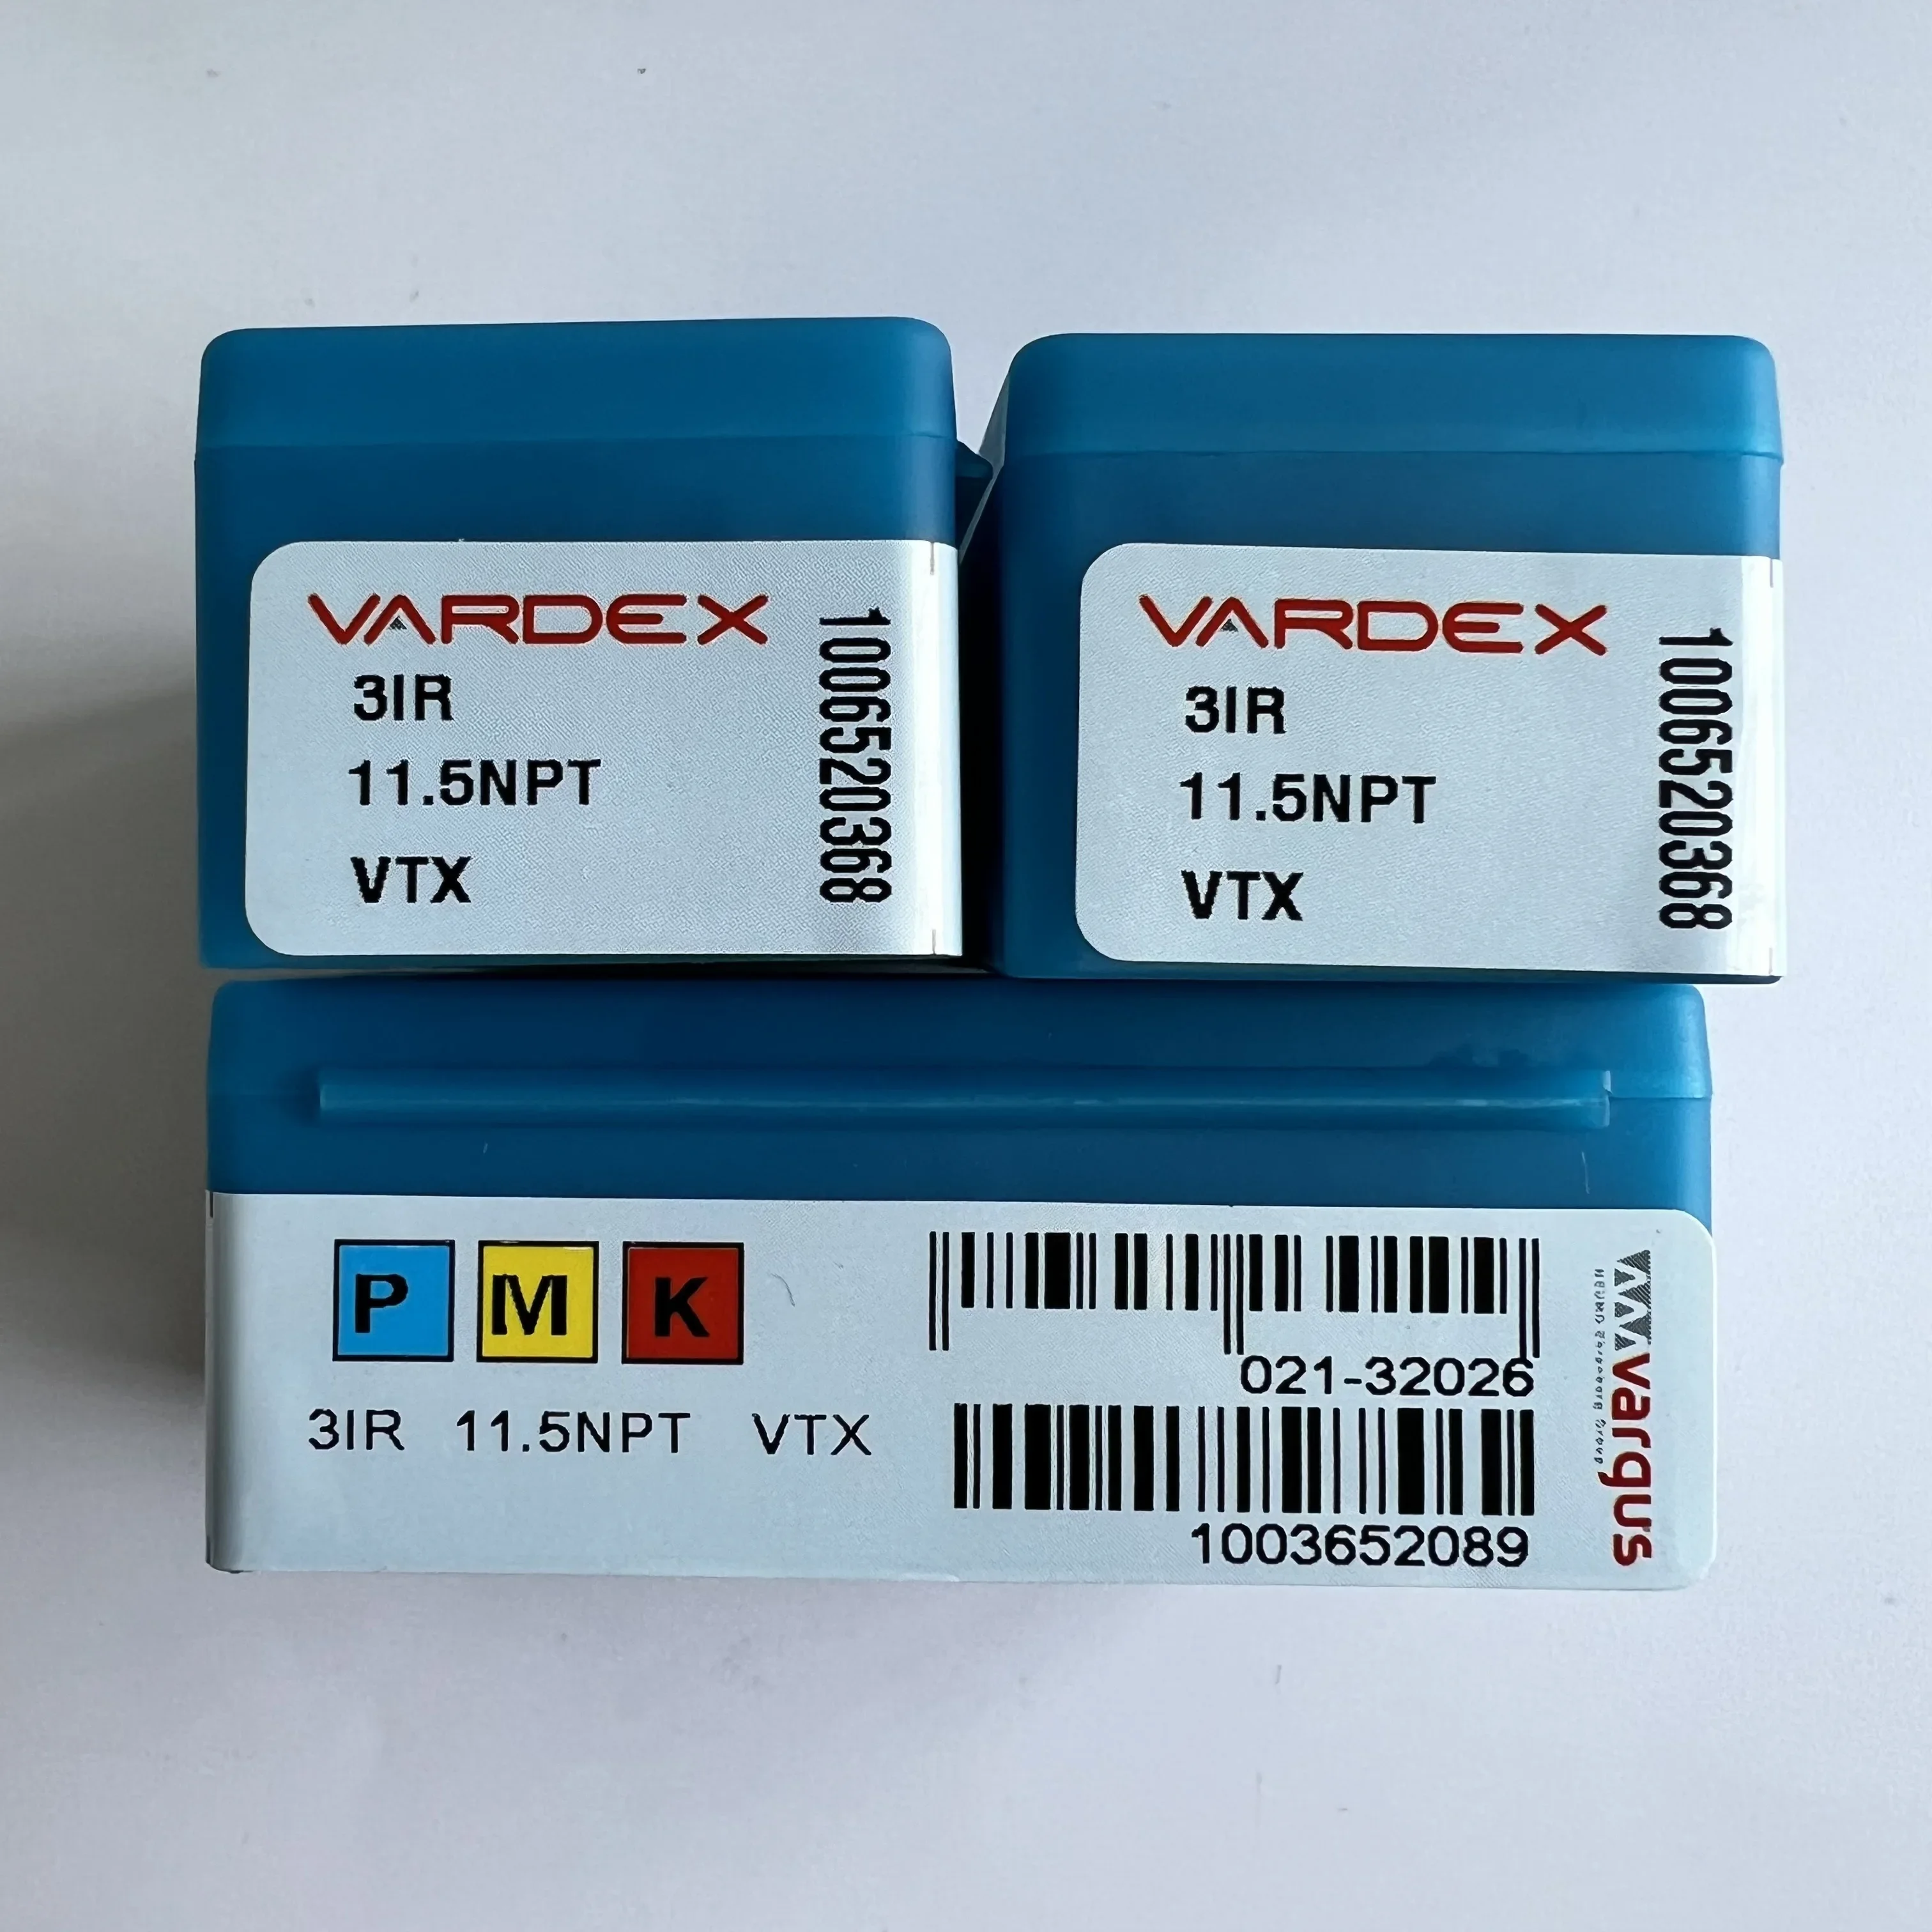 VARDEX
3IR
11.5NPT
VTX
1006520368
VARDEX
3IR
11.5NPT
VTX
1006520368
P M K
3IR 11.5NPT VTX
021-32026
1003652089
vargus